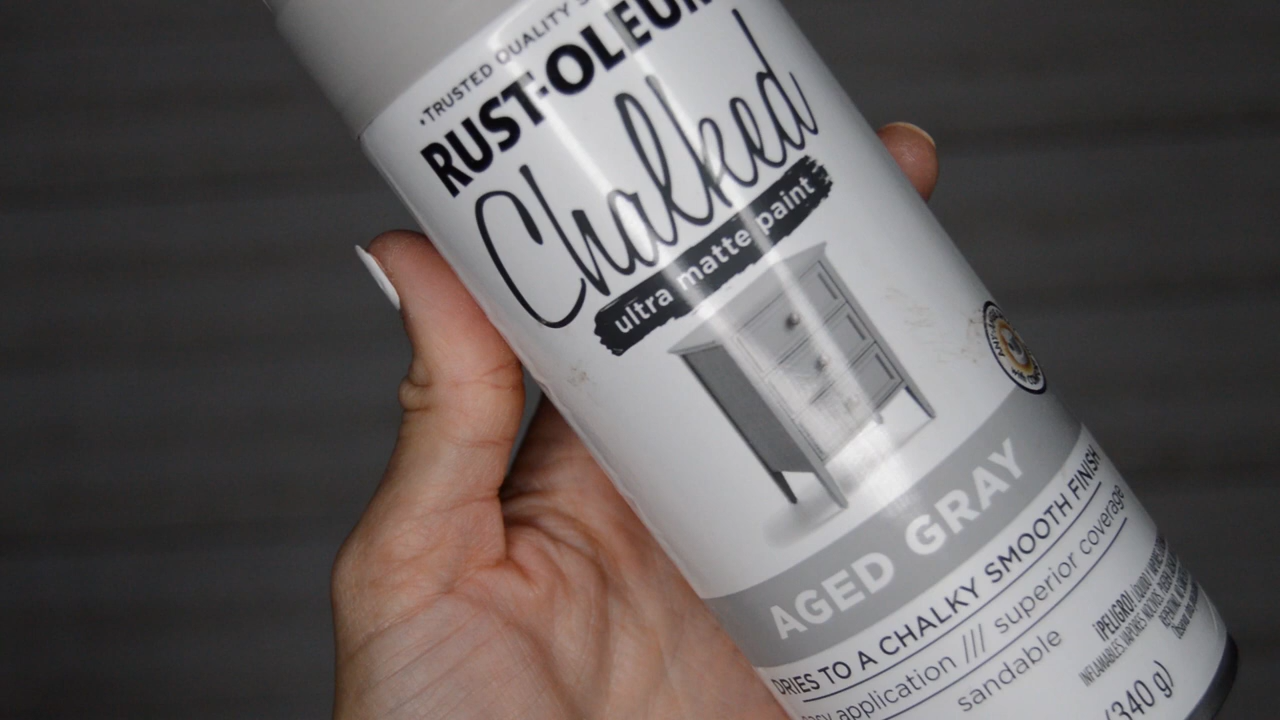 •TRUSTED QUALITY
RUST-OLEUM
Chalked
ultra matte paint
AGED GRAY
DRIES TO A CHALKY SMOOTH FINISH
easy application /// superior coverage
sandable
¡PELIGRO!
(340 g)